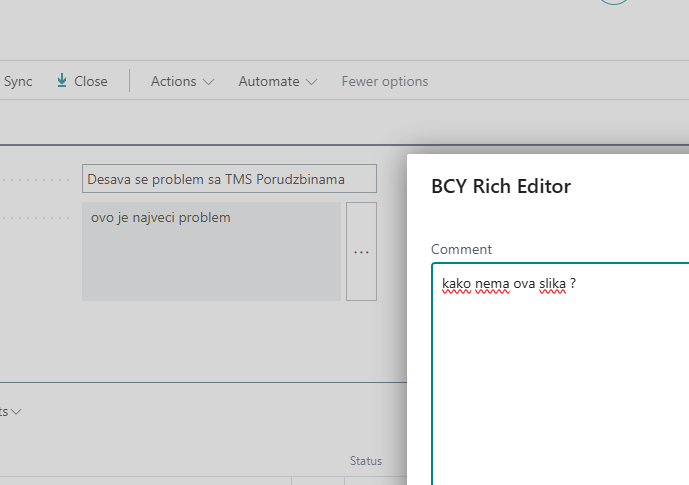 Sync Close Actions Automate Fewer options
Desava se problem sa TMS Porudzbinama
ovo je najveci problem
...
BCY Rich Editor
Comment
kako nema ova slika ?
ts
Status